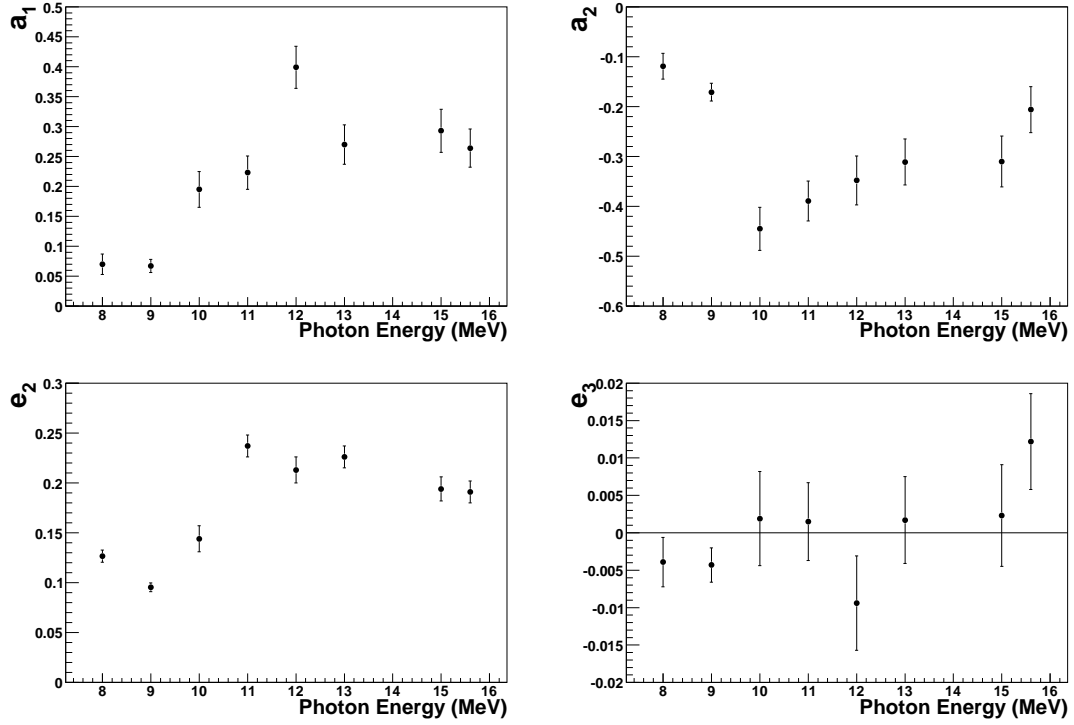 a1
0.5
0.45
0.4
0.35
0.3
0.25
0.2
0.15
0.1
0.05
0
8 9 10 11 12 13 14 15 16
Photon Energy (MeV)
a2
0
-0.1
-0.2
-0.3
-0.4
-0.5
-0.6
8 9 10 11 12 13 14 15 16
Photon Energy (MeV)
e2
0.3
0.25
0.2
0.15
0.1
0.05
0
8 9 10 11 12 13 14 15 16
Photon Energy (MeV)
e3
0.02
0.015
0.01
0.005
0
-0.005
-0.01
-0.015
-0.02
8 9 10 11 12 13 14 15 16
Photon Energy (MeV)